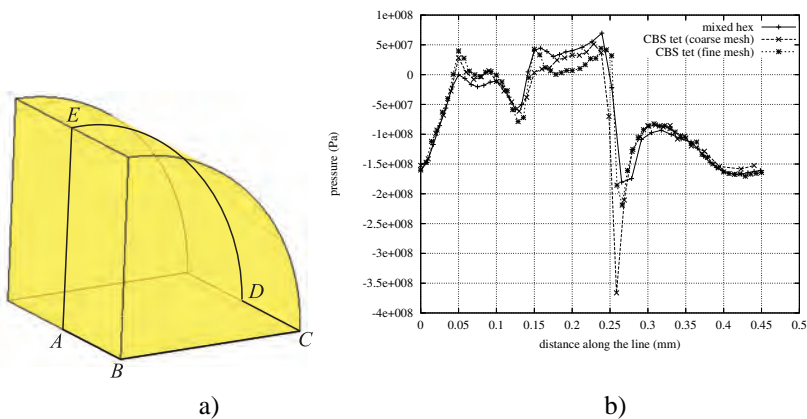 E
D
A
B
C
a)
pressure (Pa)
1e+008
5e+007
0
-5e+007
-1e+008
-1.5e+008
-2e+008
-2.5e+008
-3e+008
-3.5e+008
-4e+008
mixed hex
CBS tet (coarse mesh)
CBS tet (fine mesh)
0 0.05 0.1 0.15 0.2 0.25 0.3 0.35 0.4 0.45 0.5
distance along the line (mm)
b)